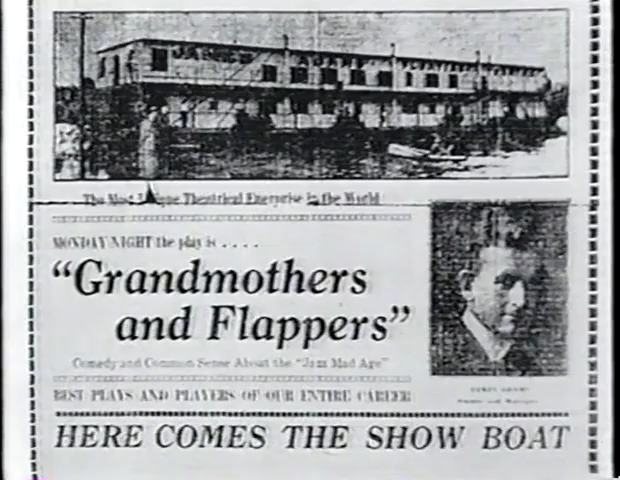 The Most Unique Theatrical Enterprise in the World
MONDAY NIGHT the play is . . . .
“Grandmothers
and Flappers”
Comedy and Common Sense About the “Jazz Mad Age”
BEST PLAYS AND PLAYERS OF OUR ENTIRE CAREER
HERE COMES THE SHOW BOAT